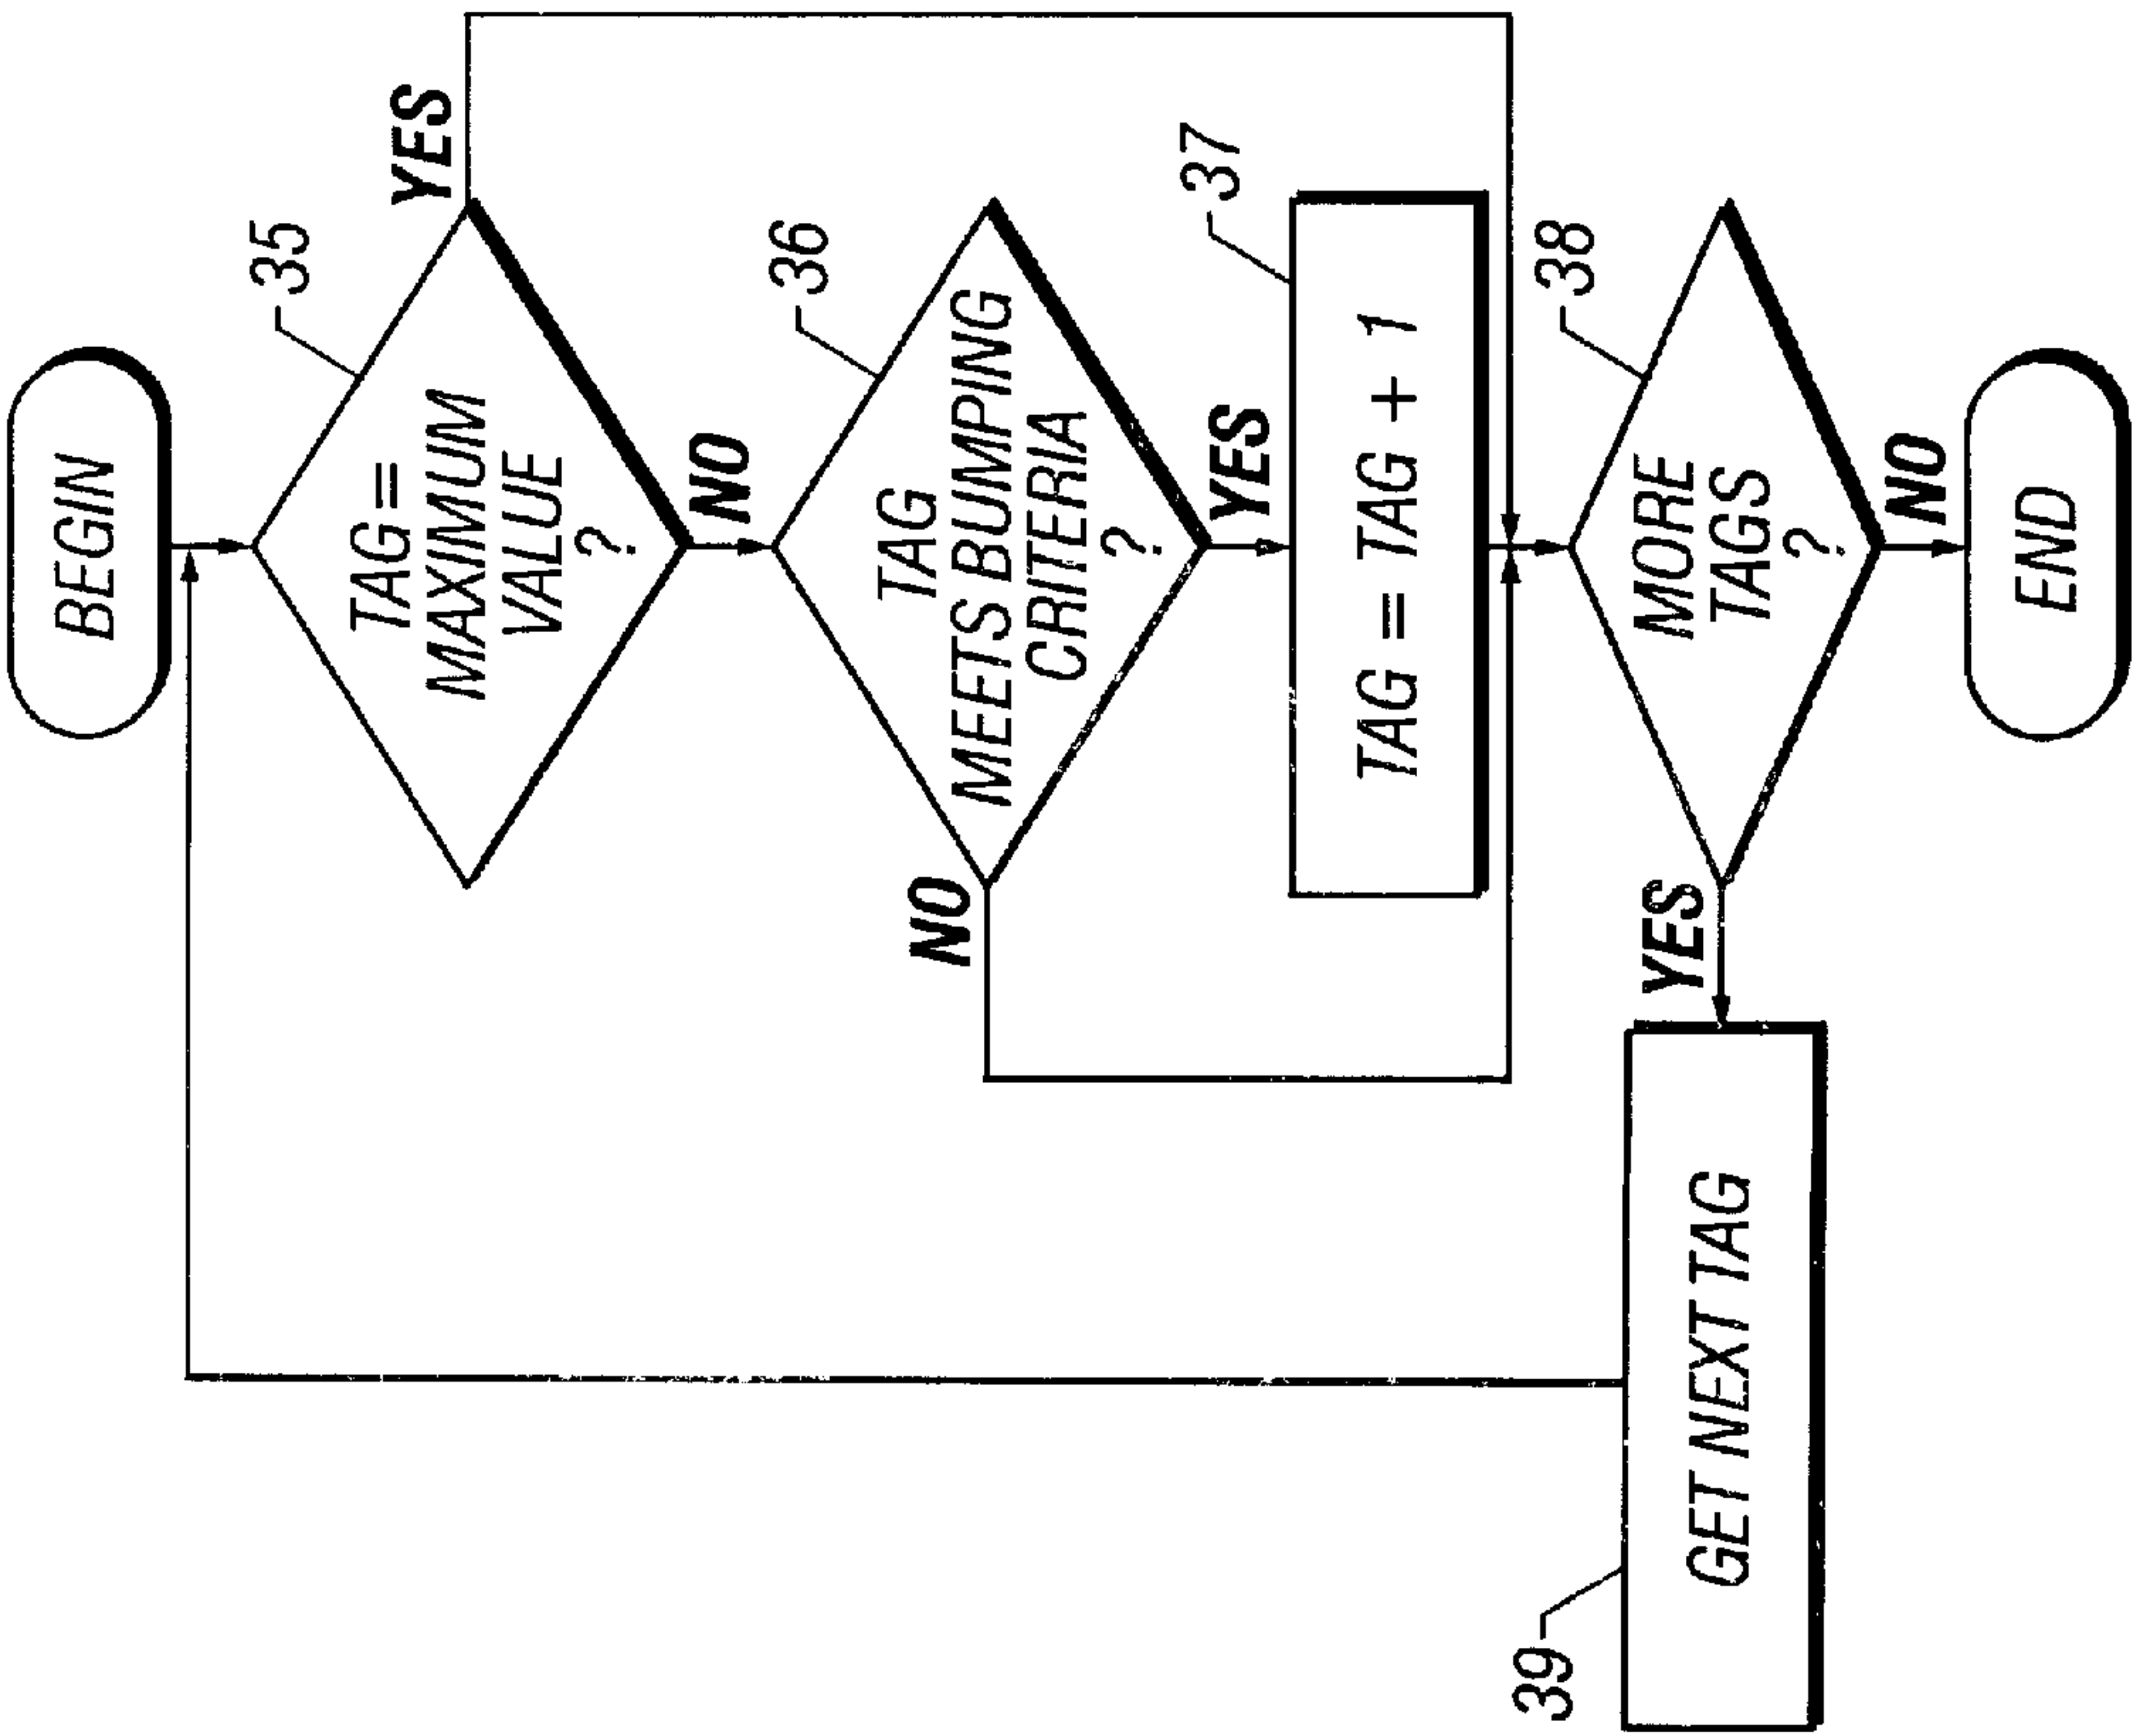 BEGIN
35
TAG =
MAXIMUM
VALUE
?
YES
NO
36
TAG
MEETS BUMPING
CRITERIA
?
NO
YES
37
TAG = TAG + 1
38
MORE
TAGS
?
YES
NO
39
GET NEXT TAG
END